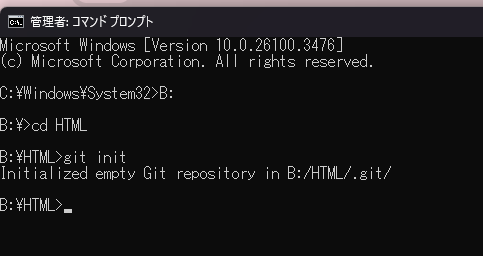 管理者: コマンド プロンプト
Microsoft Windows [Version 10.0.26100.3476]
(c) Microsoft Corporation. All rights reserved.
C:¥Windows¥System32>B:
B:¥>cd HTML
B:¥HTML>git init
Initialized empty Git repository in B:/HTML/.git/
B:¥HTML>